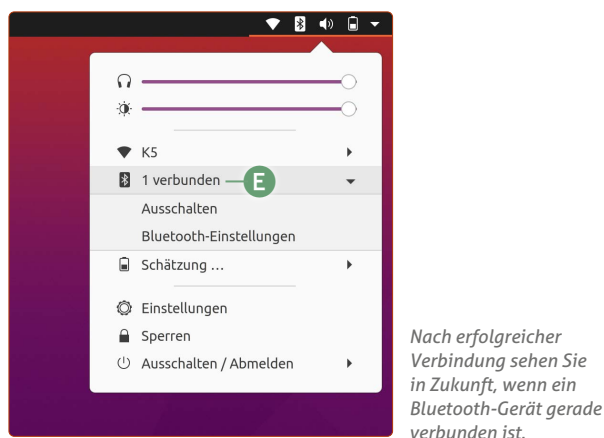 K5
1 verbunden E
Ausschalten
Bluetooth-Einstellungen
Schätzung ...
Einstellungen
Sperren
Ausschalten / Abmelden
Nach erfolgreicher
Verbindung sehen Sie
in Zukunft, wenn ein
Bluetooth-Gerät gerade
verbunden ist.